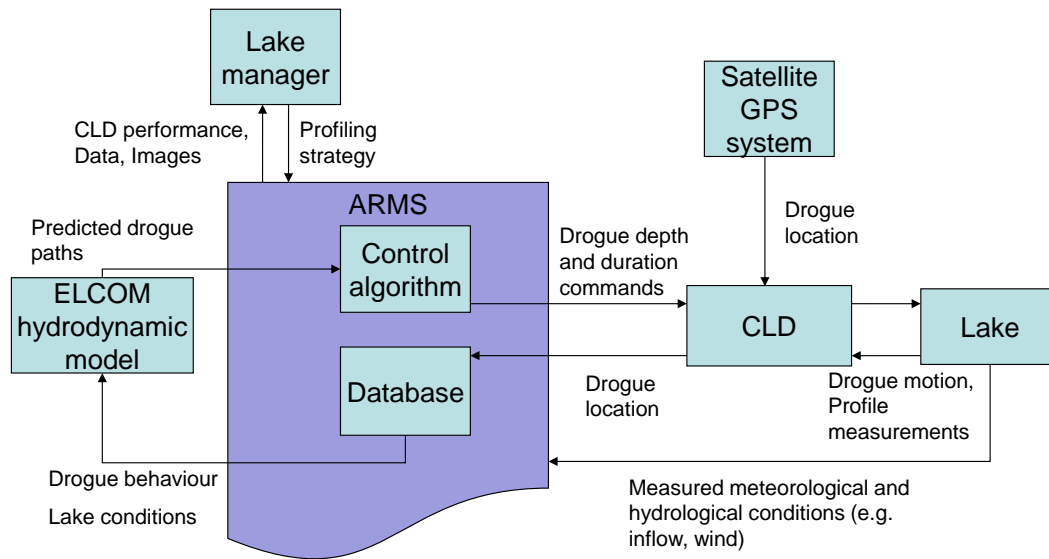 Lake
manager
Satellite
GPS
system
CLD performance,
Data, Images
Profiling
strategy
ARMS
Predicted drogue
paths
Control
algorithm
Drogue depth
and duration
commands
Drogue
location
ELCOM
hydrodynamic
model
CLD
Lake
Database
Drogue
location
Drogue motion,
Profile
measurements
Drogue behaviour
Lake conditions
Measured meteorological and
hydrological conditions (e.g.
inflow, wind)